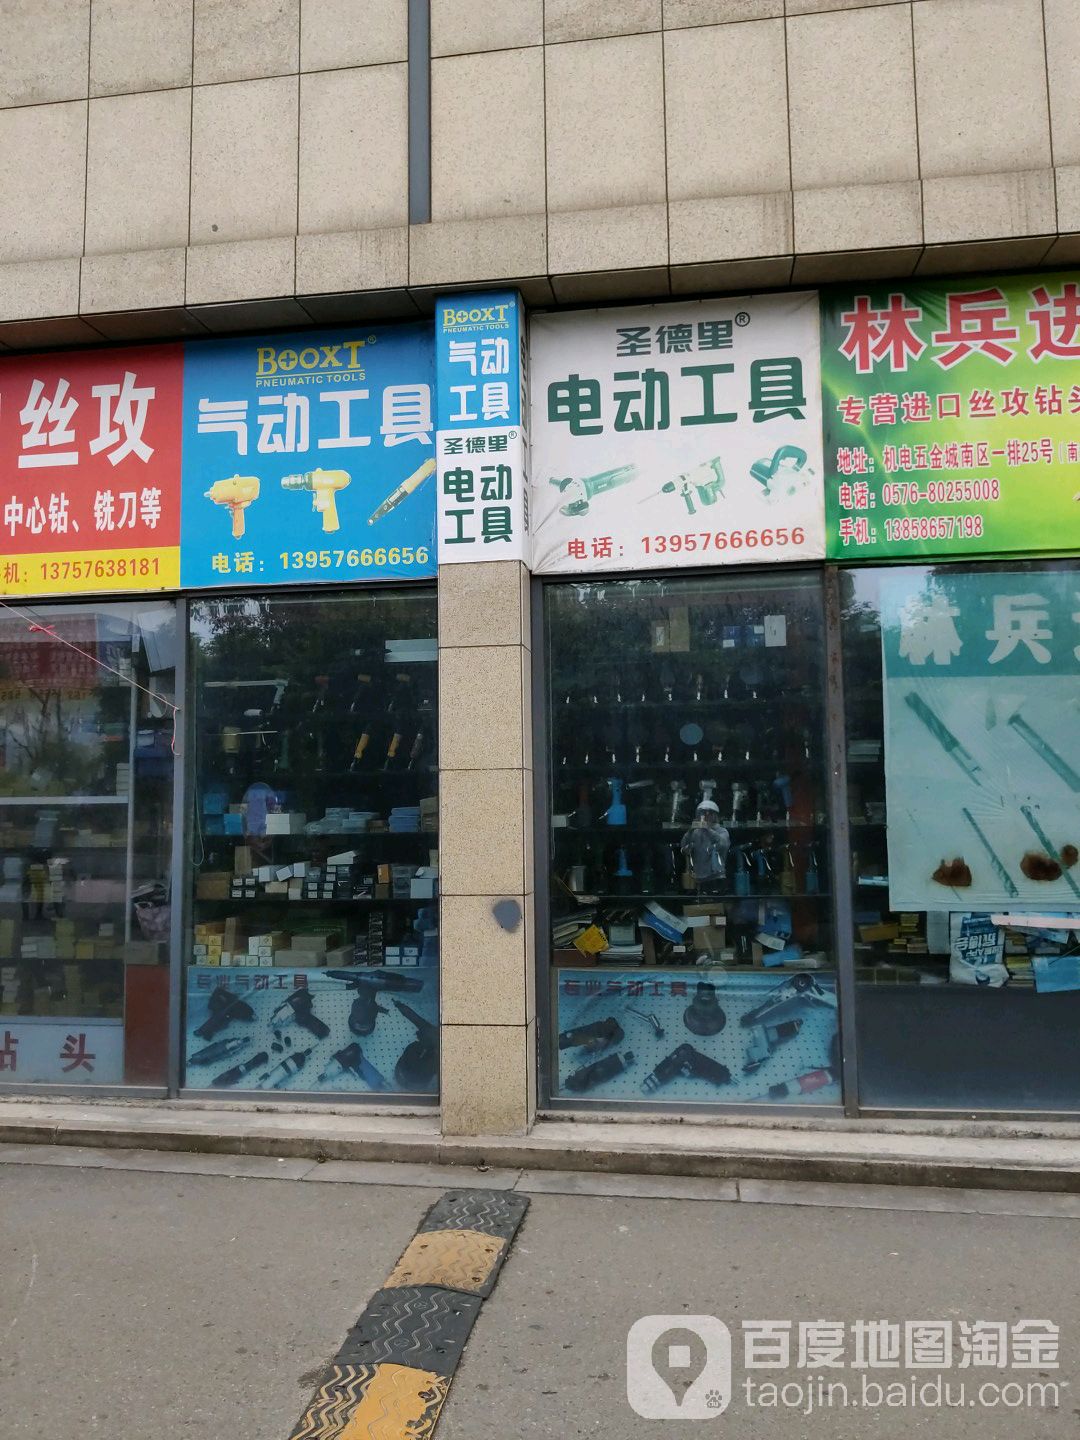 丝攻
中心钻、铣刀等
机：13757638181
BOOXT®
PNEUMATIC TOOLS
气动工具
电话：13957666656
BOOXT®
PNEUMATIC TOOLS
气动
工具
圣德里®
电动
工具
圣德里®
电动工具
电话：13957666656
林兵进
专营进口丝攻钻头
地址：机电五金城南区一排25号（南
电话：0576-80255008
手机：13858657198
林兵
钻头
专业气动工具
专业气动工具
百度地图淘金
taojin.baidu.com